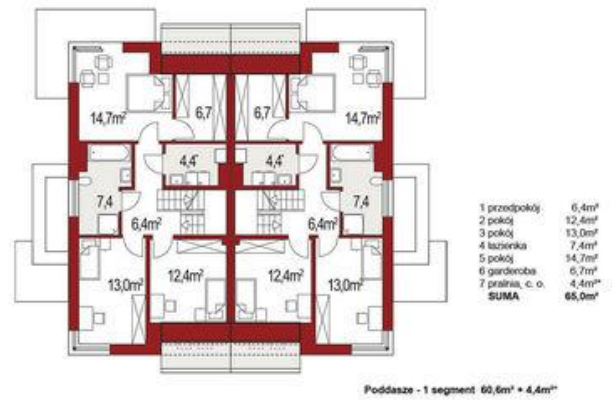 14,7m² 6,7 6,7 14,7m²
4,4* 4,4*
7,4 7,4
6,4m² 6,4m²
13,0m² 12,4m² 12,4m² 13,0m²
1 przedpokój 6,4m²
2 pokój 12,4m²
3 pokój 13,0m²
4 łazienka 7,4m²
5 pokój 14,7m²
6 garderoba 6,7m²
7 pralnia, c. o. 4,4m²*
SUMA 65,0m²
Poddasze - 1 segment 60,6m² + 4,4m²*